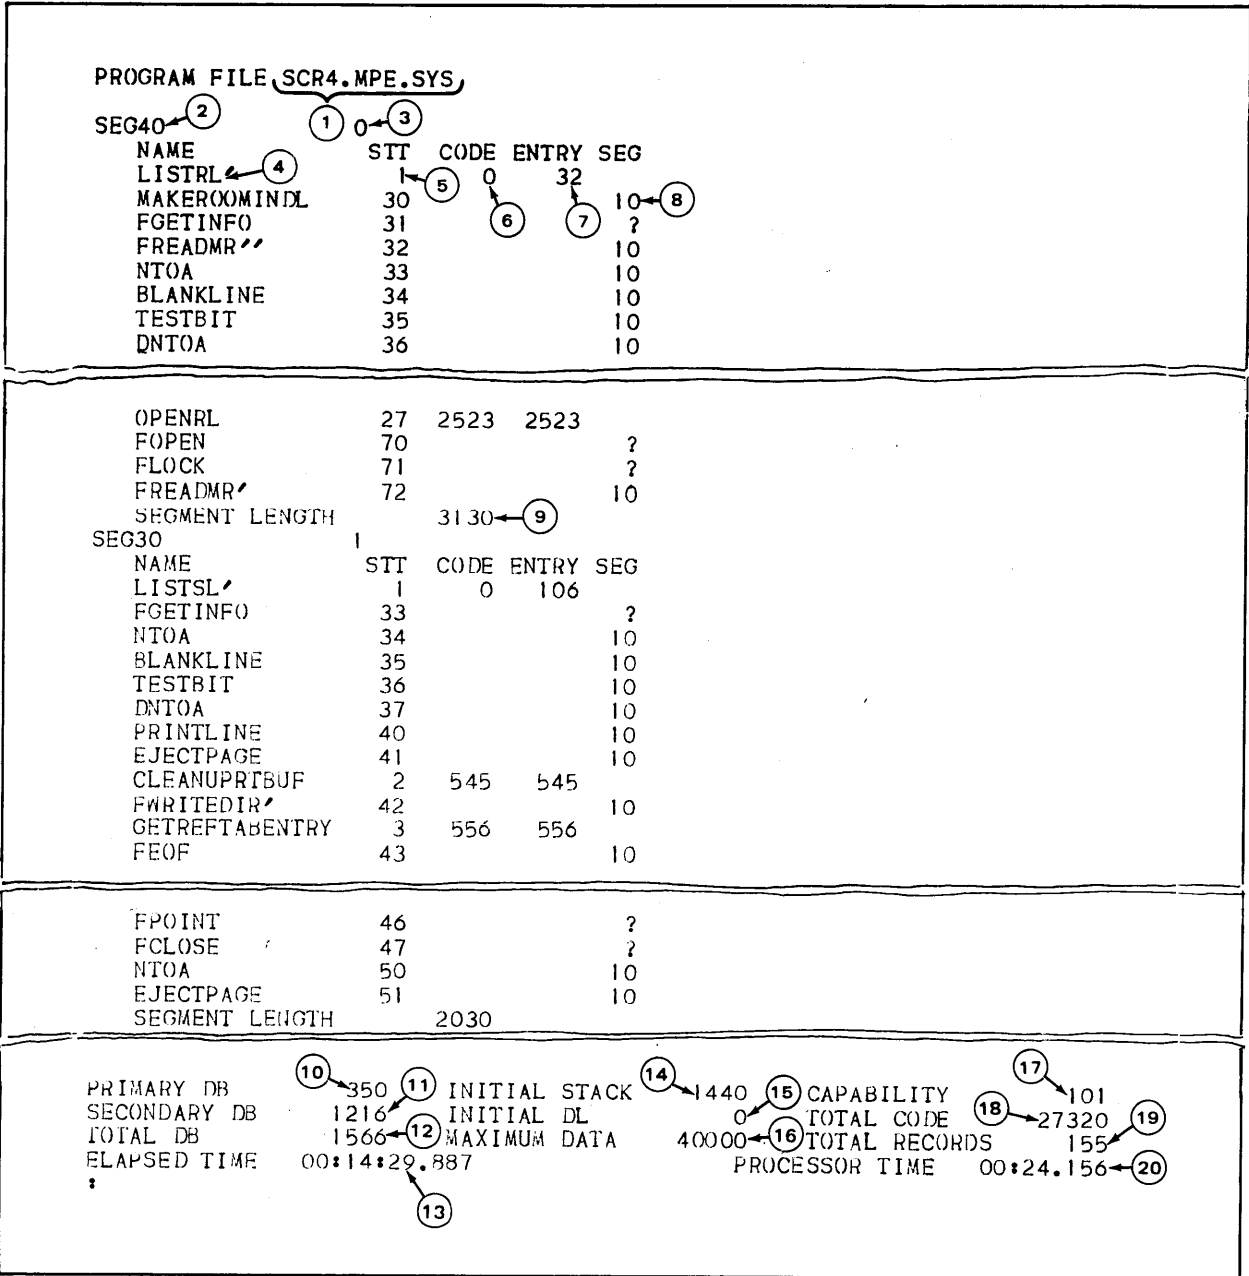 PROGRAM FILE SCR4.MPE.SYS
1
SEG40 2 0 3
NAME STT CODE ENTRY SEG
LISTRL' 4 1 5 0 6 32 7
MAKEROOMINDL 30 10 8
FGETINFO 31 ?
FREADMR'' 32 10
NTOA 33 10
BLANKLINE 34 10
TESTBIT 35 10
DNTOA 36 10
OPENRL 27 2523 2523
FOPEN 70 ?
FLOCK 71 ?
FREADMR' 72 10
SEGMENT LENGTH 3130 9
SEG30 1
NAME STT CODE ENTRY SEG
LISTSL' 1 0 106
FGETINFO 33 ?
NTOA 34 10
BLANKLINE 35 10
TESTBIT 36 10
DNTOA 37 10
PRINTLINE 40 10
EJECTPAGE 41 10
CLEANUPRTBUF 2 545 545
FWRITEDIR' 42 10
GETREFTABENTRY 3 556 556
FEOF 43 10
FPOINT 46 ?
FCLOSE 47 ?
NTOA 50 10
EJECTPAGE 51 10
SEGMENT LENGTH 2030
PRIMARY DB 10 350 INITIAL STACK 14 1440 CAPABILITY 17 101
SECONDARY DB 1216 11 INITIAL DL 0 15 TOTAL CODE 18 27320
TOTAL DB 1566 12 MAXIMUM DATA 40000 16 TOTAL RECORDS 155 19
ELAPSED TIME 00:14:29.887 13 PROCESSOR TIME 00:24.156 20
: